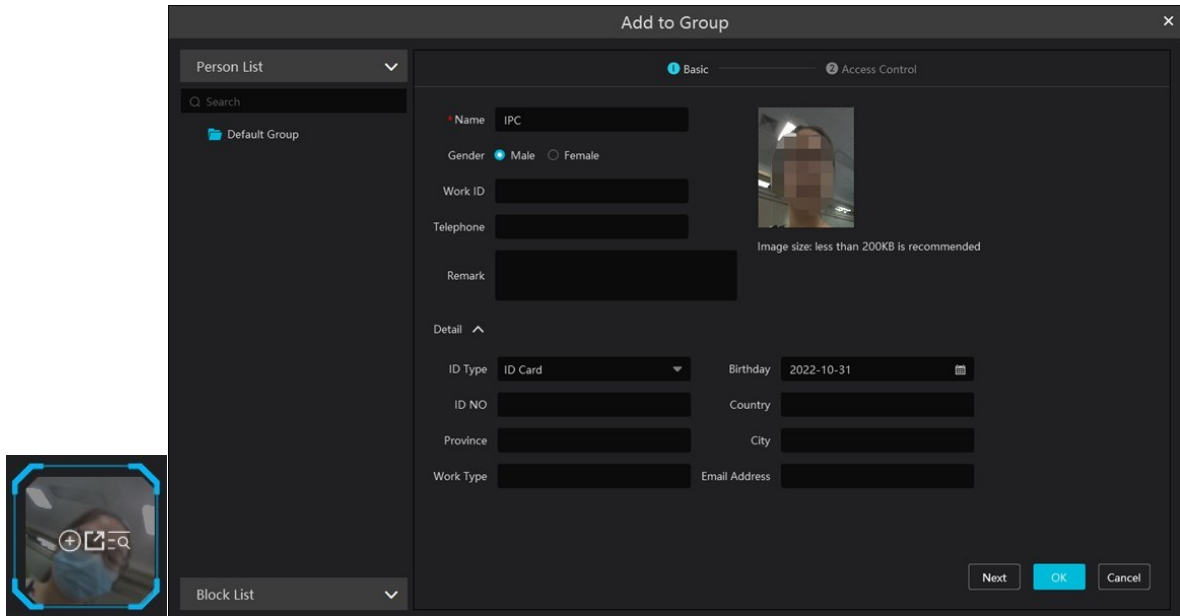 Add to Group
Person List
Search
Default Group
Block List
1 Basic
2 Access Control
*Name IPC
Gender Male Female
Work ID
Telephone
Remark
Image size: less than 200KB is recommended
Detail
ID Type ID Card Birthday 2022-10-31
ID NO Country
Province City
Work Type Email Address
Next OK Cancel